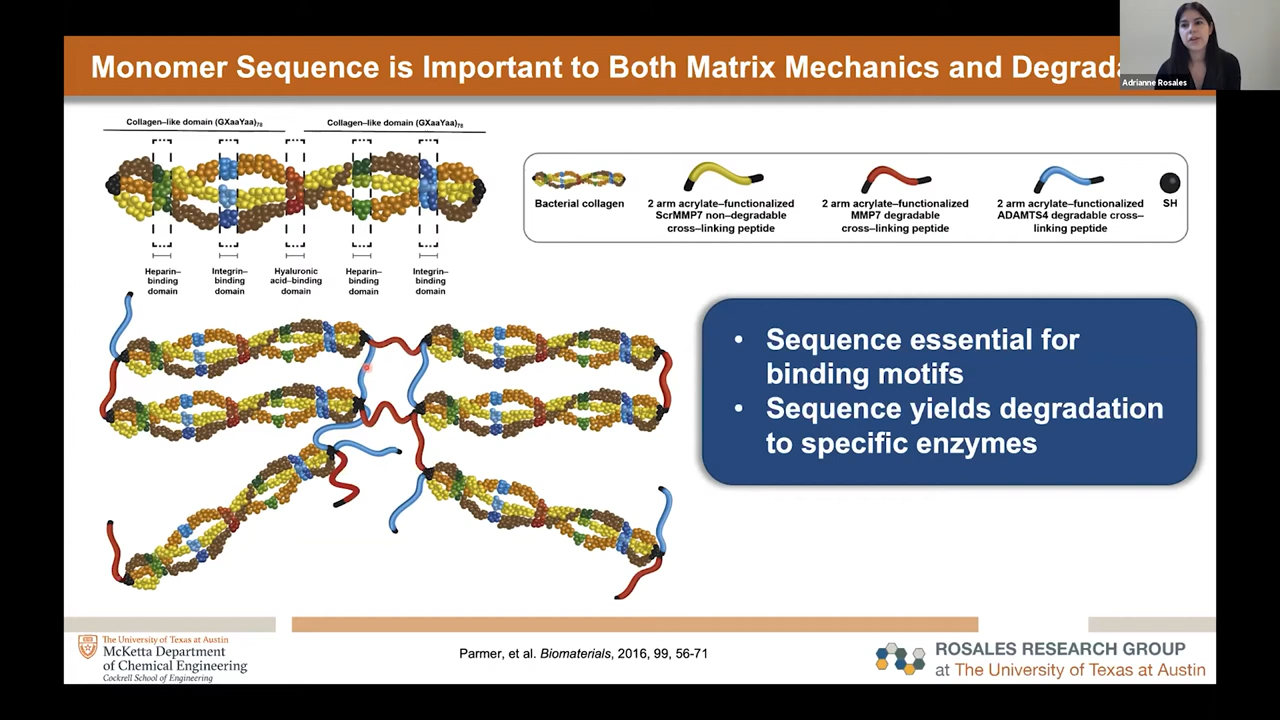 Monomer Sequence is Important to Both Matrix Mechanics and Degrada
Adrianne Rosales
Collagen–like domain (GXaaYaa)78
Collagen–like domain (GXaaYaa)78
Heparin–
binding
domain
Integrin–
binding
domain
Hyaluronic
acid–binding
domain
Heparin–
binding
domain
Integrin–
binding
domain
Bacterial collagen
2 arm acrylate–functionalized
ScrMMP7 non–degradable
cross–linking peptide
2 arm acrylate–functionalized
MMP7 degradable
cross–linking peptide
2 arm acrylate–functionalized
ADAMTS4 degradable cross–
linking peptide
SH
• Sequence essential for
binding motifs
• Sequence yields degradation
to specific enzymes
The University of Texas at Austin
McKetta Department
of Chemical Engineering
Cockrell School of Engineering
Parmer, et al. Biomaterials, 2016, 99, 56-71
ROSALES RESEARCH GROUP
at The University of Texas at Austin